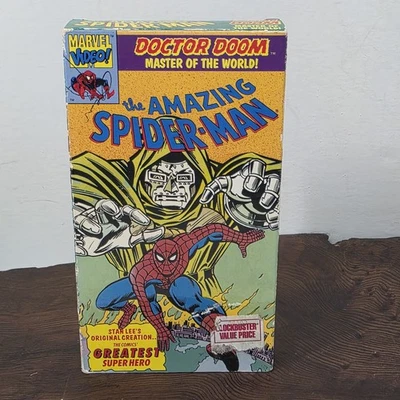 MARVEL
VIDEO!
DOCTOR DOOM
MASTER OF THE WORLD!
the AMAZING
SPIDER-MAN
STAN LEE'S
ORIGINAL CREATION...
THE COMICS'
GREATEST
SUPER HERO
LOCKBUSTER
VALUE PRICE